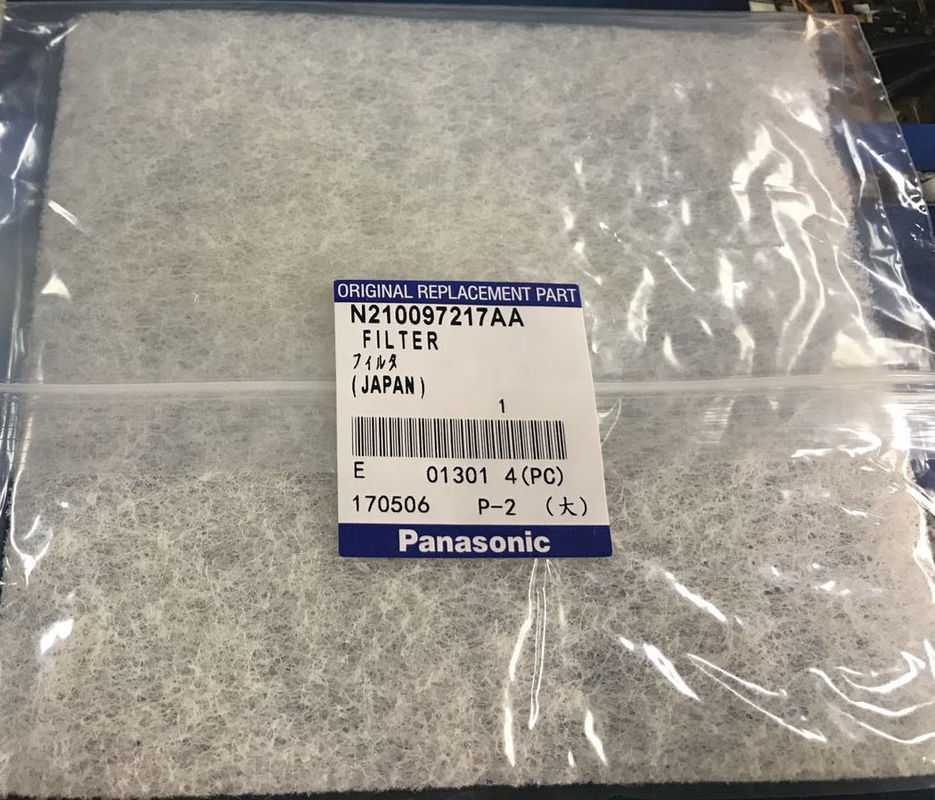 ORIGINAL REPLACEMENT PART
N210097217AA
FILTER
フィルタ
(JAPAN)
1
E 01301 4(PC)
170506 P-2 (大)
Panasonic